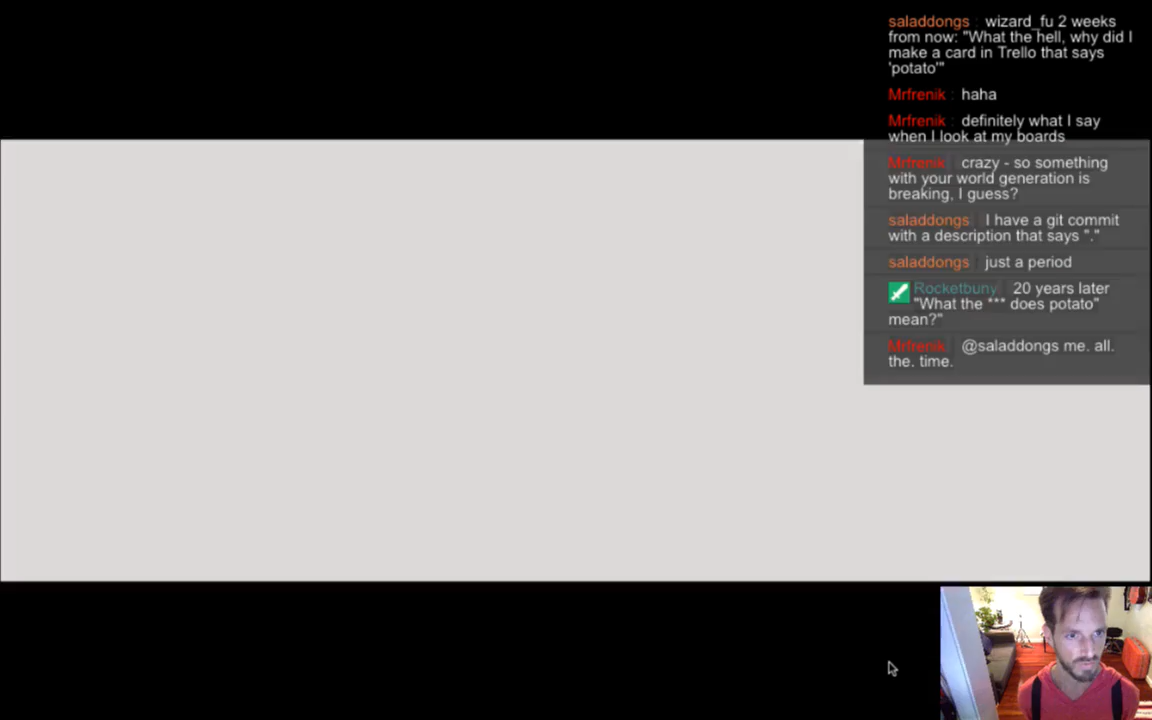 saladdongs : wizard_fu 2 weeks
from now: "What the hell, why did I
make a card in Trello that says
'potato'"
Mrfrenik : haha
Mrfrenik : definitely what I say
when I look at my boards
Mrfrenik : crazy - so something
with your world generation is
breaking, I guess?
saladdongs : I have a git commit
with a description that says "."
saladdongs : just a period
Rocketbuny : 20 years later
"What the *** does potato"
mean?"
Mrfrenik : @saladdongs me. all.
the. time.